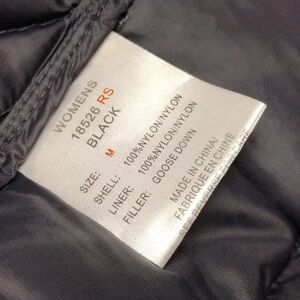 WOMENS
18526 RS
BLACK
SIZE: M
SHELL: 100%NYLON/NYLON
LINER: 100%NYLON/NYLON
FILLER: GOOSE DOWN
MADE IN CHINA/
FABRIQUE EN CHINE